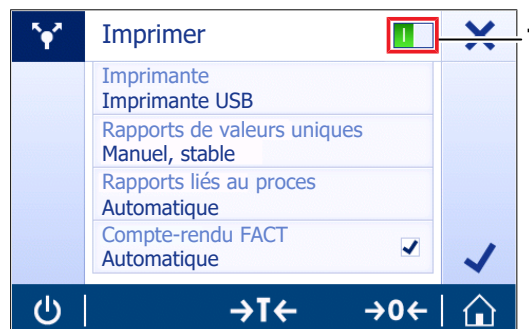 Imprimer
Imprimante
Imprimante USB
Rapports de valeurs uniques
Manuel, stable
Rapports liés au proces
Automatique
Compte-rendu FACT
Automatique
→T← →0←